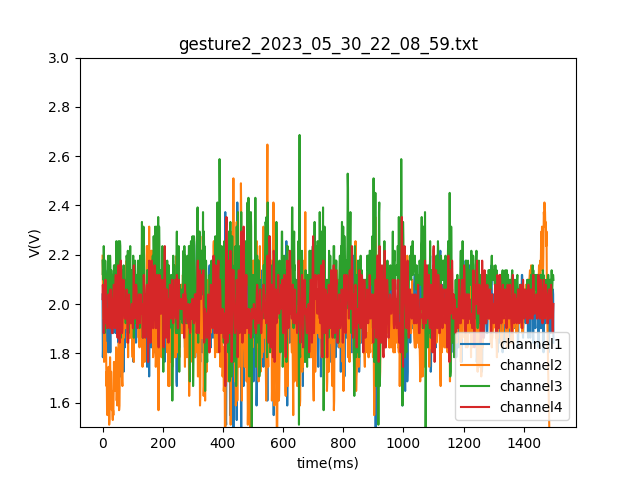 gesture2_2023_05_30_22_08_59.txt
3.0
2.8
2.6
2.4
2.2
2.0
1.8
1.6
V(V)
0 200 400 600 800 1000 1200 1400
time(ms)
channel1
channel2
channel3
channel4